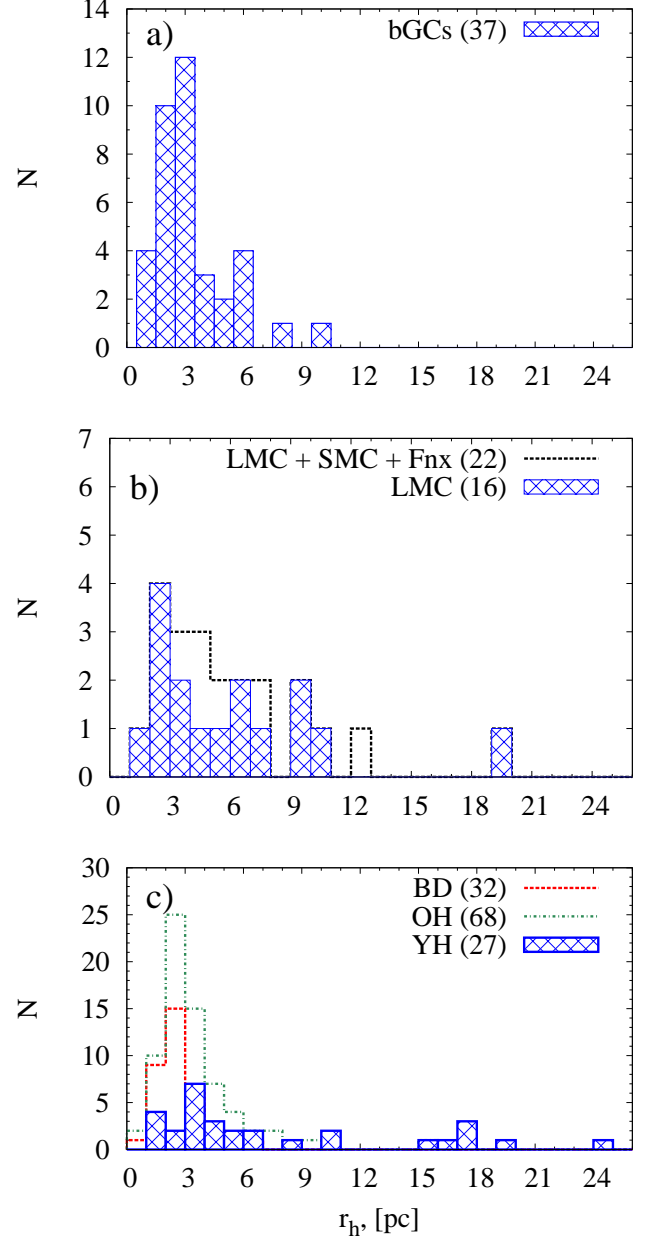 14
12
10
8
6
4
2
0
N
a)
bGCs (37)
0 3 6 9 12 15 18 21 24
7
6
5
4
3
2
1
0
N
b)
LMC + SMC + Fnx (22)
LMC (16)
0 3 6 9 12 15 18 21 24
30
25
20
15
10
5
0
N
c)
BD (32)
OH (68)
YH (27)
0 3 6 9 12 15 18 21 24
r_h, [pc]